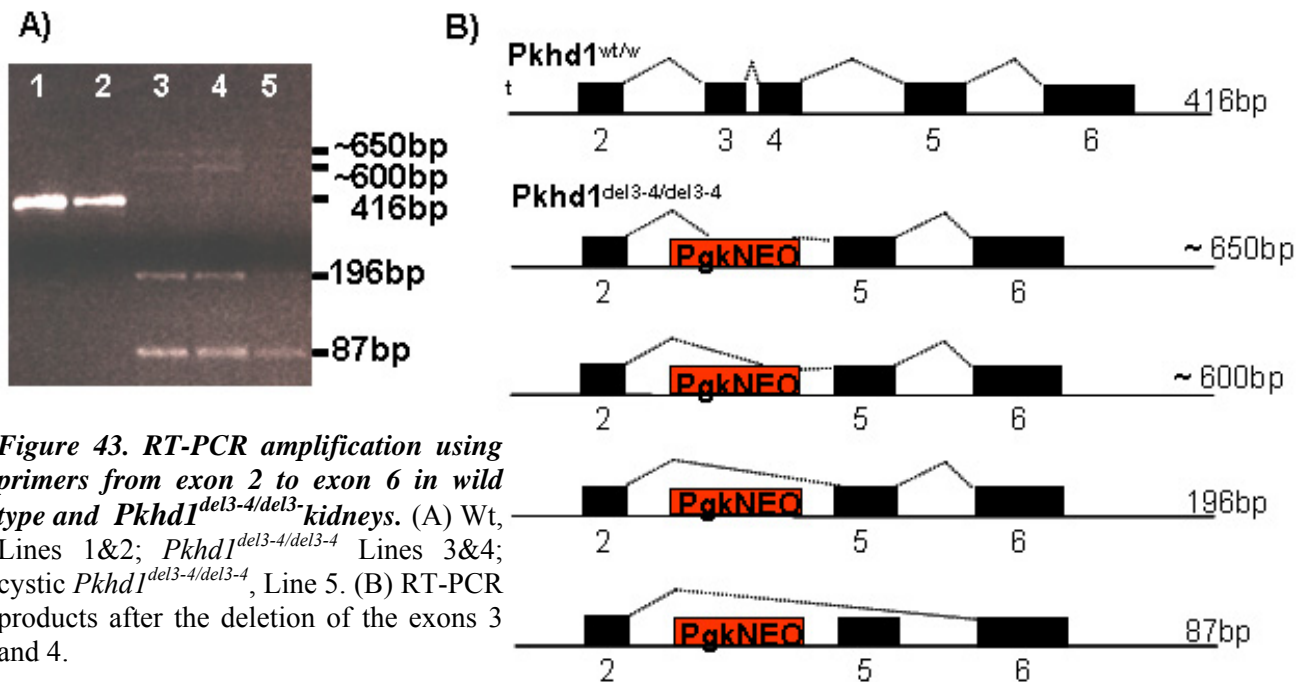 A)
1 2 3 4 5
~650bp
~600bp
416bp
196bp
87bp
B)
Pkhd1wt/w
t
2 3 4 5 6
416bp
Pkhd1del3-4/del3-4
PgkNEO
2 5 6
~ 650bp
PgkNEO
2 5 6
~ 600bp
PgkNEO
2 5 6
196bp
PgkNEO
2 5 6
87bp
Figure 43. RT-PCR amplification using
primers from exon 2 to exon 6 in wild
type and Pkhd1del3-4/del3-kidneys. (A) Wt,
Lines 1&2; Pkhd1del3-4/del3-4 Lines 3&4;
cystic Pkhd1del3-4/del3-4, Line 5. (B) RT-PCR
products after the deletion of the exons 3
and 4.